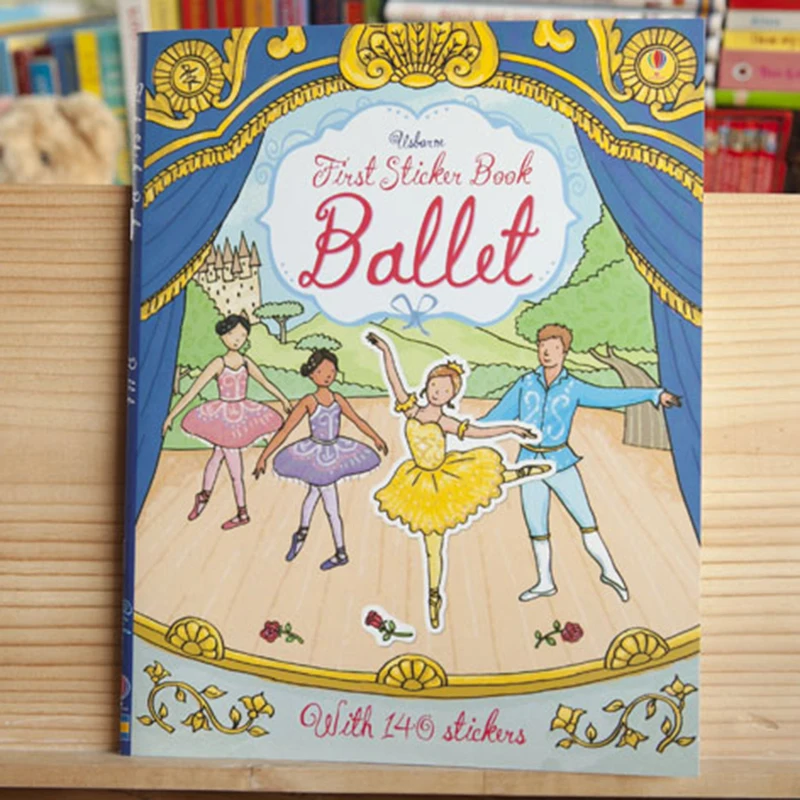 Usborne
First Sticker Book
Ballet
With 140 stickers